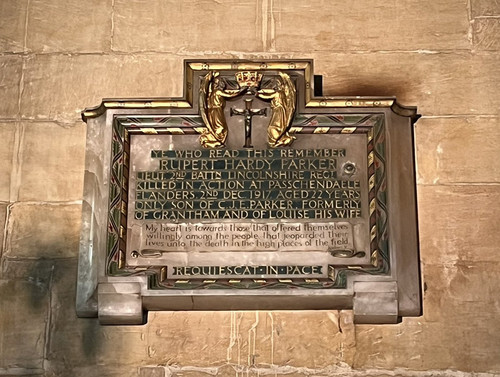 YE WHO READ THIS REMEMBER
RUPERT HARDY PARKER
LIEUT 2ND BATTN LINCOLNSHIRE REGT
KILLED IN ACTION AT PASSCHENDAELE
FLANDERS 2ND DEC 1917 AGED 22 YEARS
ONLY SON OF C.J.E. PARKER, FORMERLY
OF GRANTHAM AND OF LOUISE HIS WIFE
My heart is towards those that offered themselves
willingly among the people that jeoparded their
lives unto the death in the high places of the field.
REQUIESCAT·IN·PACE